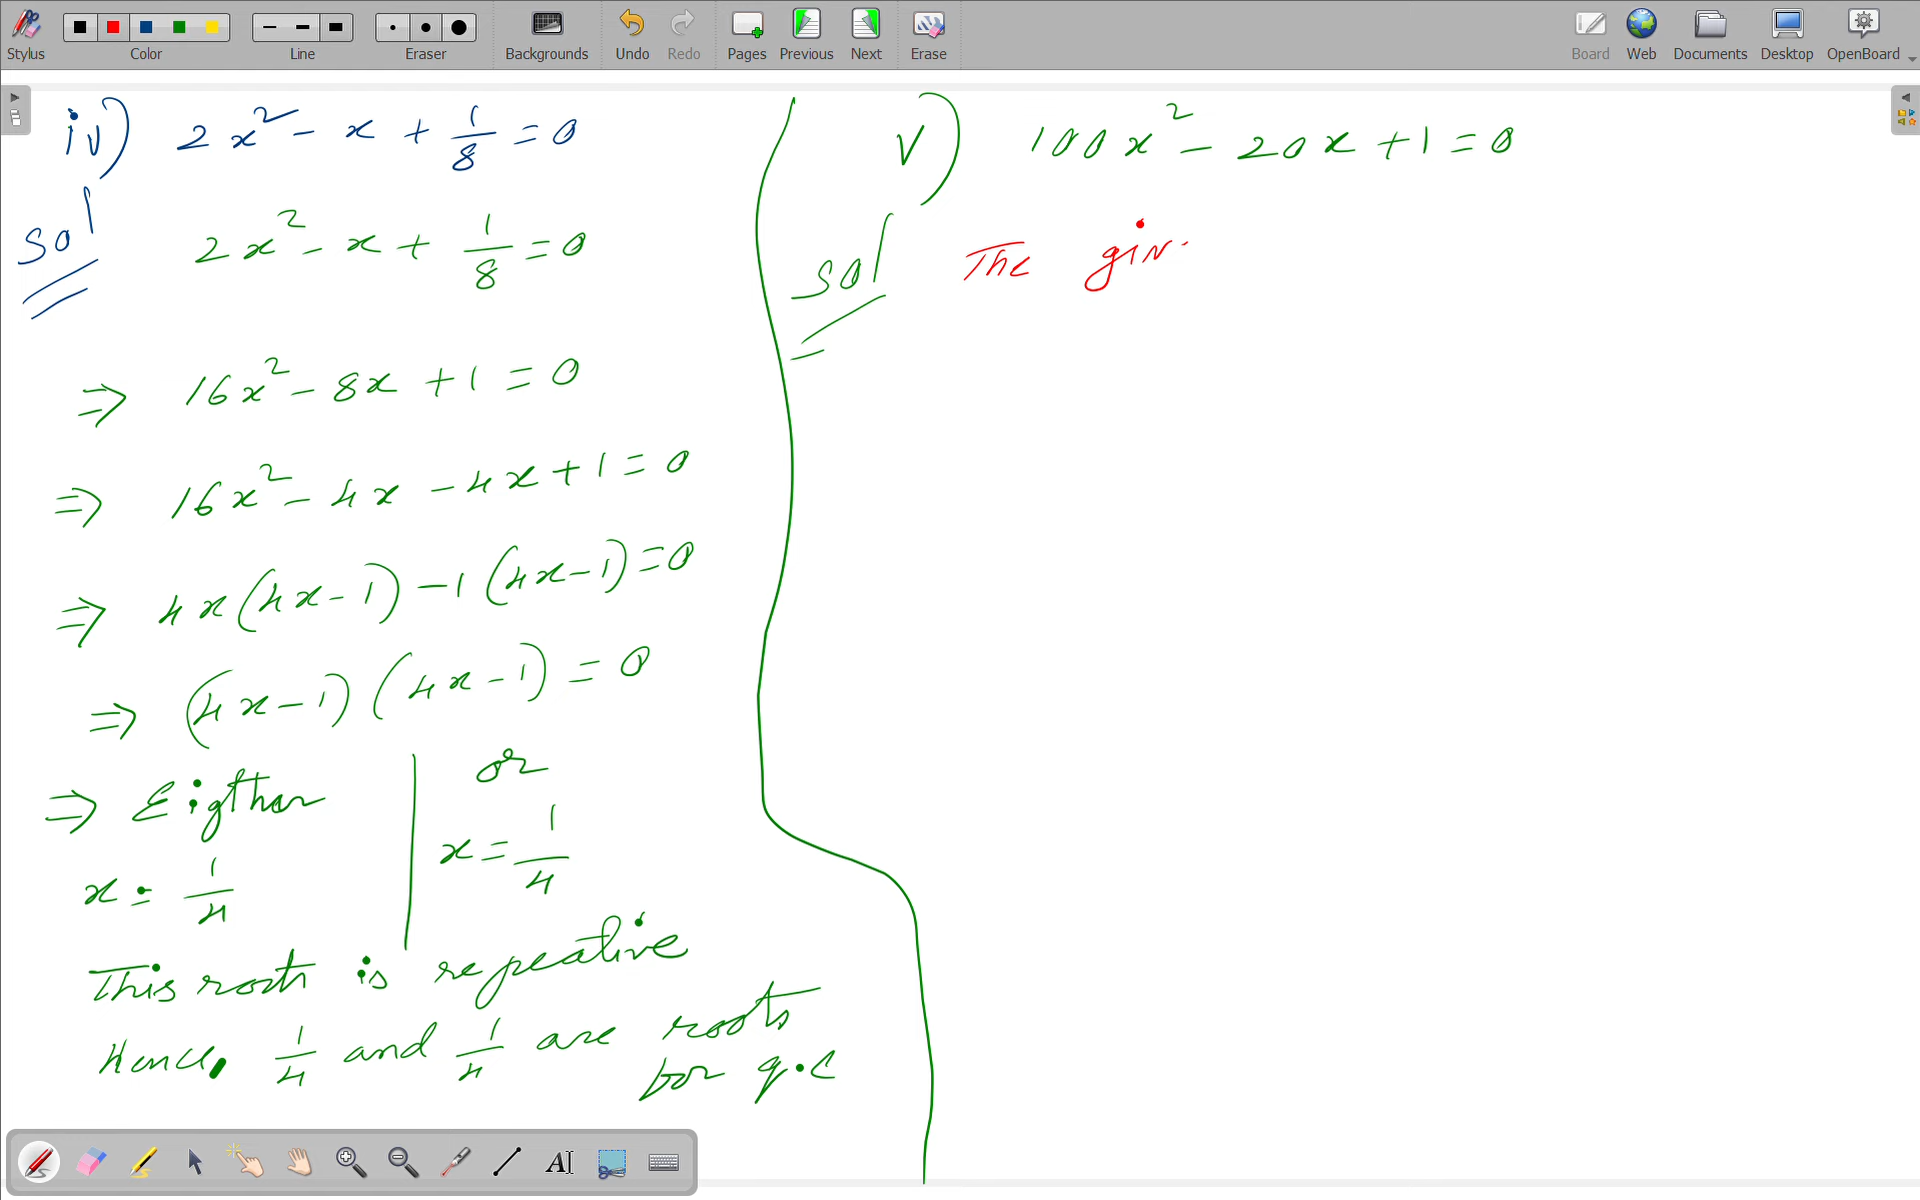 Stylus Color Line Eraser Backgrounds Undo Redo Pages Previous Next Erase Board Web Documents Desktop OpenBoard
iv) 2x² - x + 1/8 = 0
Sol 2x² - x + 1/8 = 0
⇒ 16x² - 8x + 1 = 0
⇒ 16x² - 4x - 4x + 1 = 0
⇒ 4x(4x-1) -1(4x-1) = 0
⇒ (4x-1)(4x-1) = 0
⇒ Eigther | or
x = 1/4 | x = 1/4
This root is repeative
Hence, 1/4 and 1/4 are roots
for q.e
v) 100x² - 20x + 1 = 0
Sol The giv